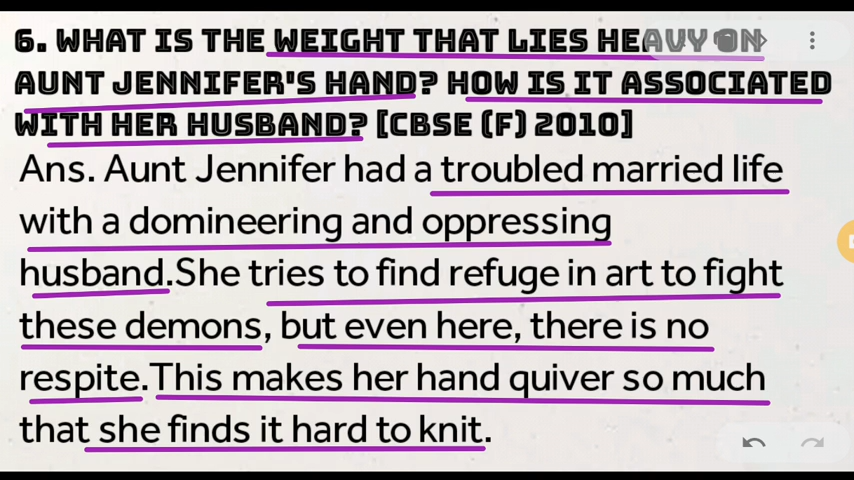 6. WHAT IS THE WEIGHT THAT LIES HEAVY ON
AUNT JENNIFER'S HAND? HOW IS IT ASSOCIATED
WITH HER HUSBAND? [CBSE (F) 2010]
Ans. Aunt Jennifer had a troubled married life
with a domineering and oppressing
husband.She tries to find refuge in art to fight
these demons, but even here, there is no
respite.This makes her hand quiver so much
that she finds it hard to knit.